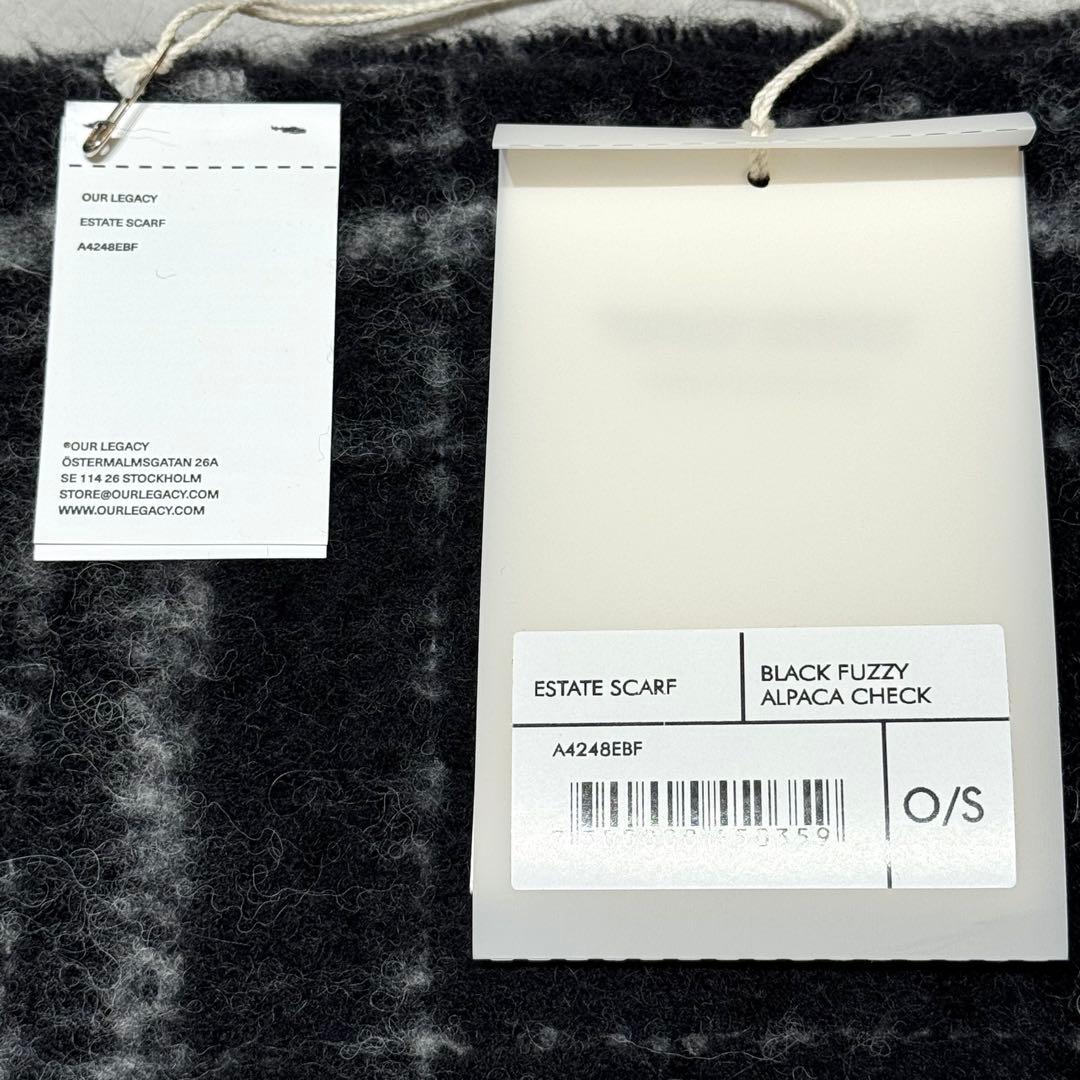 OUR LEGACY
ESTATE SCARF
A4248EBF
®OUR LEGACY
ÖSTERMALMSGATAN 26A
SE 114 26 STOCKHOLM
STORE@OURLEGACY.COM
WWW.OURLEGACY.COM
ESTATE SCARF
BLACK FUZZY
ALPACA CHECK
A4248EBF
O/S